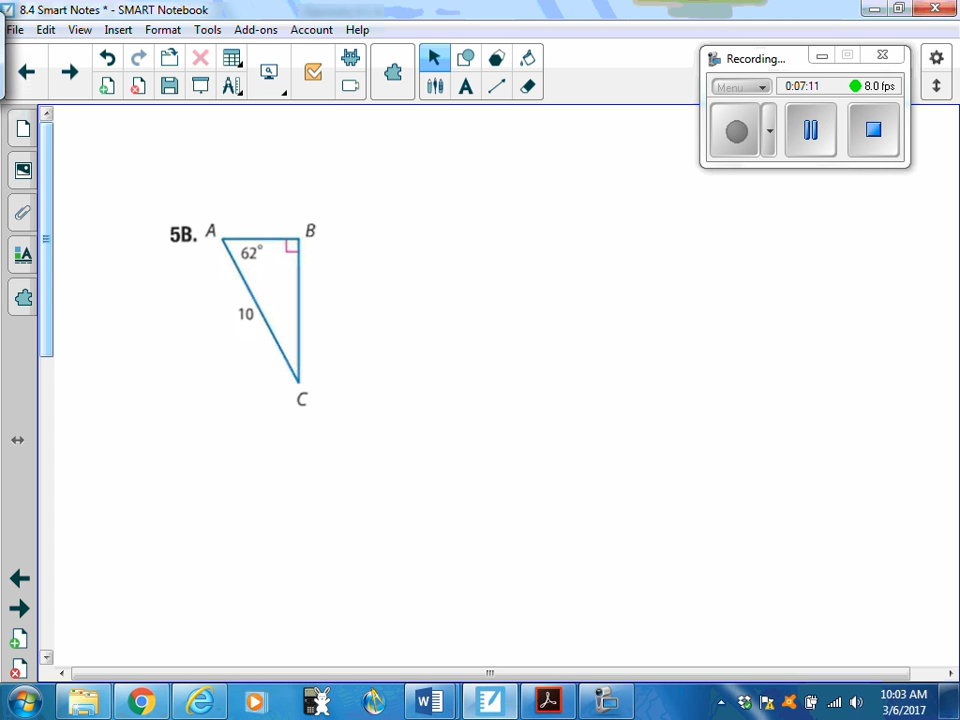 8.4 Smart Notes * - SMART Notebook
File Edit View Insert Format Tools Add-ons Account Help
Recording...
Menu 0:07:11 8.0 fps
5B. A B
62°
10
C
10:03 AM
3/6/2017